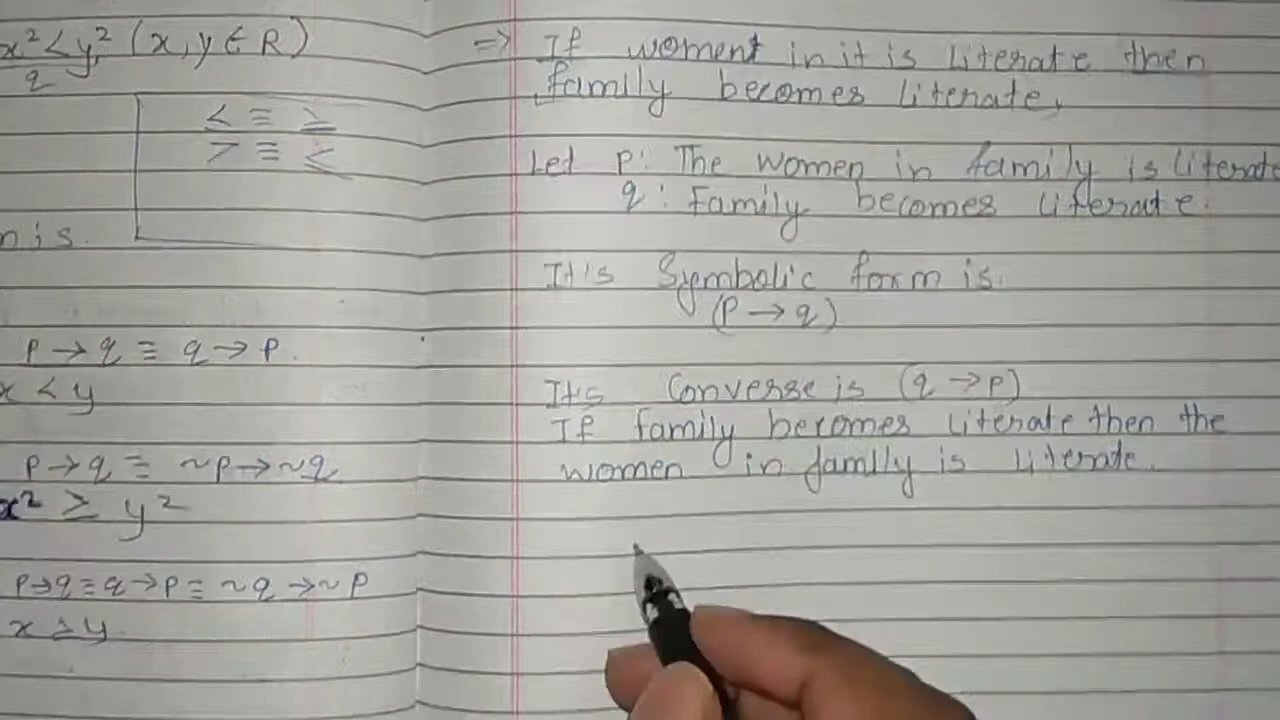 x² < y², (x, y ∈ R)
q
< ≡ ≥
> ≡ ≤
n is.
p → q ≡ q → p.
x < y
p → q ≡ ~p → ~q
x² ≥ y²
p → q ≡ q → p ≡ ~q → ~p
x ≥ y
=> If woment in it is literate then
family becomes literate,
Let p: The women in family is literate
q: Family becomes literate.
It's Symbolic form is.
(p → q)
It's Converse is (q → p)
If family becomes literate then the
women in family is literate.